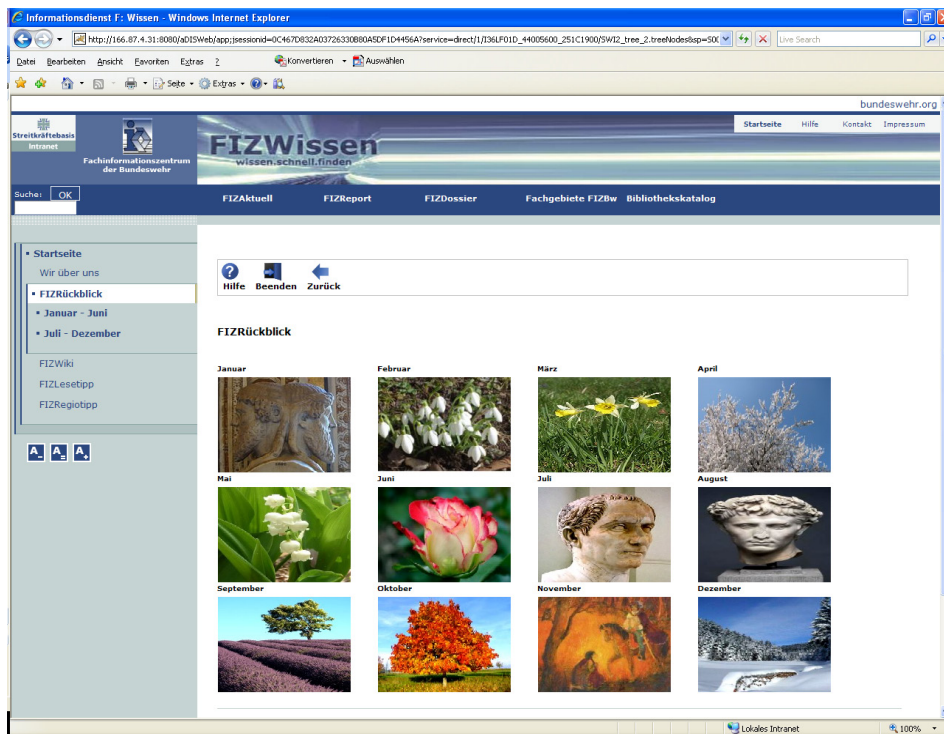 Informationsdienst F: Wissen - Windows Internet Explorer
http://166.87.4.31:8080/aDISWeb/app;jsessionid=0C467D832A03726330B80A5DF1D4456A?service=direct/1/I36LF01D_44005600_251C1900/SWI2_tree_2.treeNodes&sp=50
Live Search
Datei Bearbeiten Ansicht Favoriten Extras ?
Konvertieren Auswählen
Seite Extras
bundeswehr.org
Streitkräftebasis
Intranet
Fachinformationszentrum
der Bundeswehr
FIZWissen
wissen.schnell.finden
Startseite Hilfe Kontakt Impressum
Suche: OK
FIZAktuell FIZReport FIZDossier Fachgebiete FIZBw Bibliothekskatalog
Startseite
Wir über uns
FIZRückblick
Januar - Juni
Juli - Dezember
FIZWiki
FIZLesetipp
FIZRegiotipp
A- A= A+
Hilfe Beenden Zurück
FIZRückblick
Januar Februar März April
Mai Juni Juli August
September Oktober November Dezember
Lokales Intranet 100%